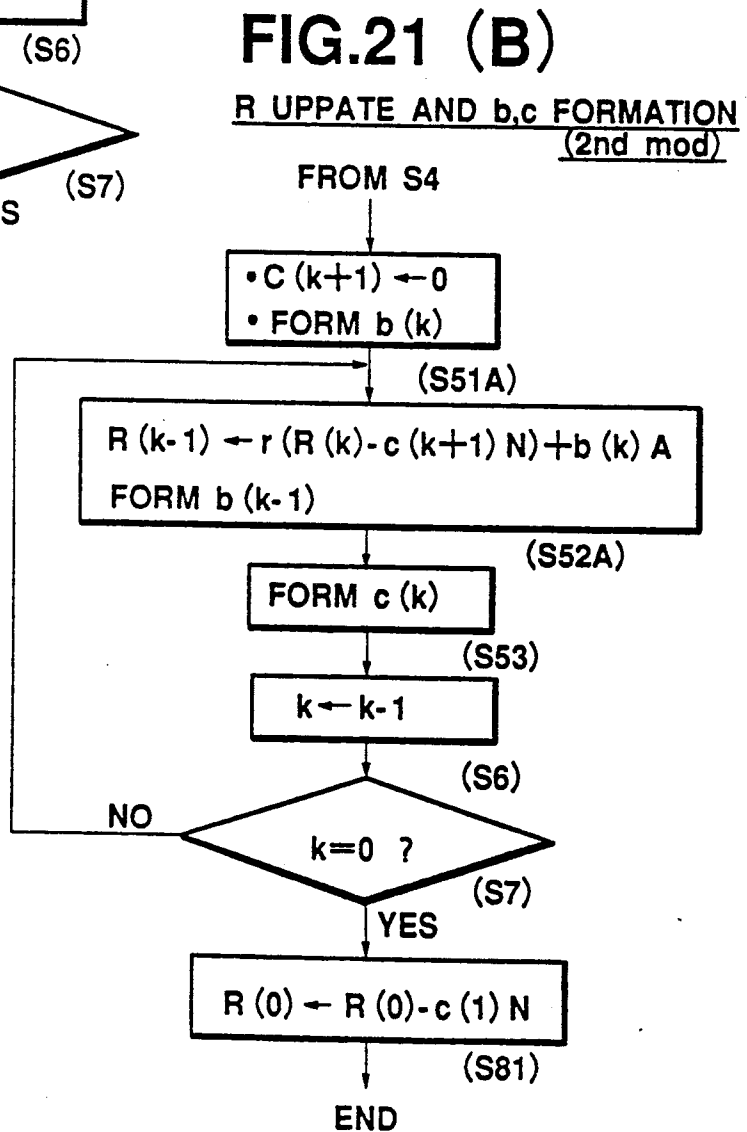 (S6)
FIG.21 (B)
R UPPATE AND b,c FORMATION
(2nd mod)
(S7)
S
FROM S4
•C(k+1)←0
• FORM b(k)
(S51A)
R(k-1)←r(R(k)-c(k+1)N)+b(k)A
FORM b(k-1)
(S52A)
FORM c(k)
(S53)
k←k-1
(S6)
NO
k=0 ?
(S7)
YES
R(0)←R(0)-c(1)N
(S81)
END